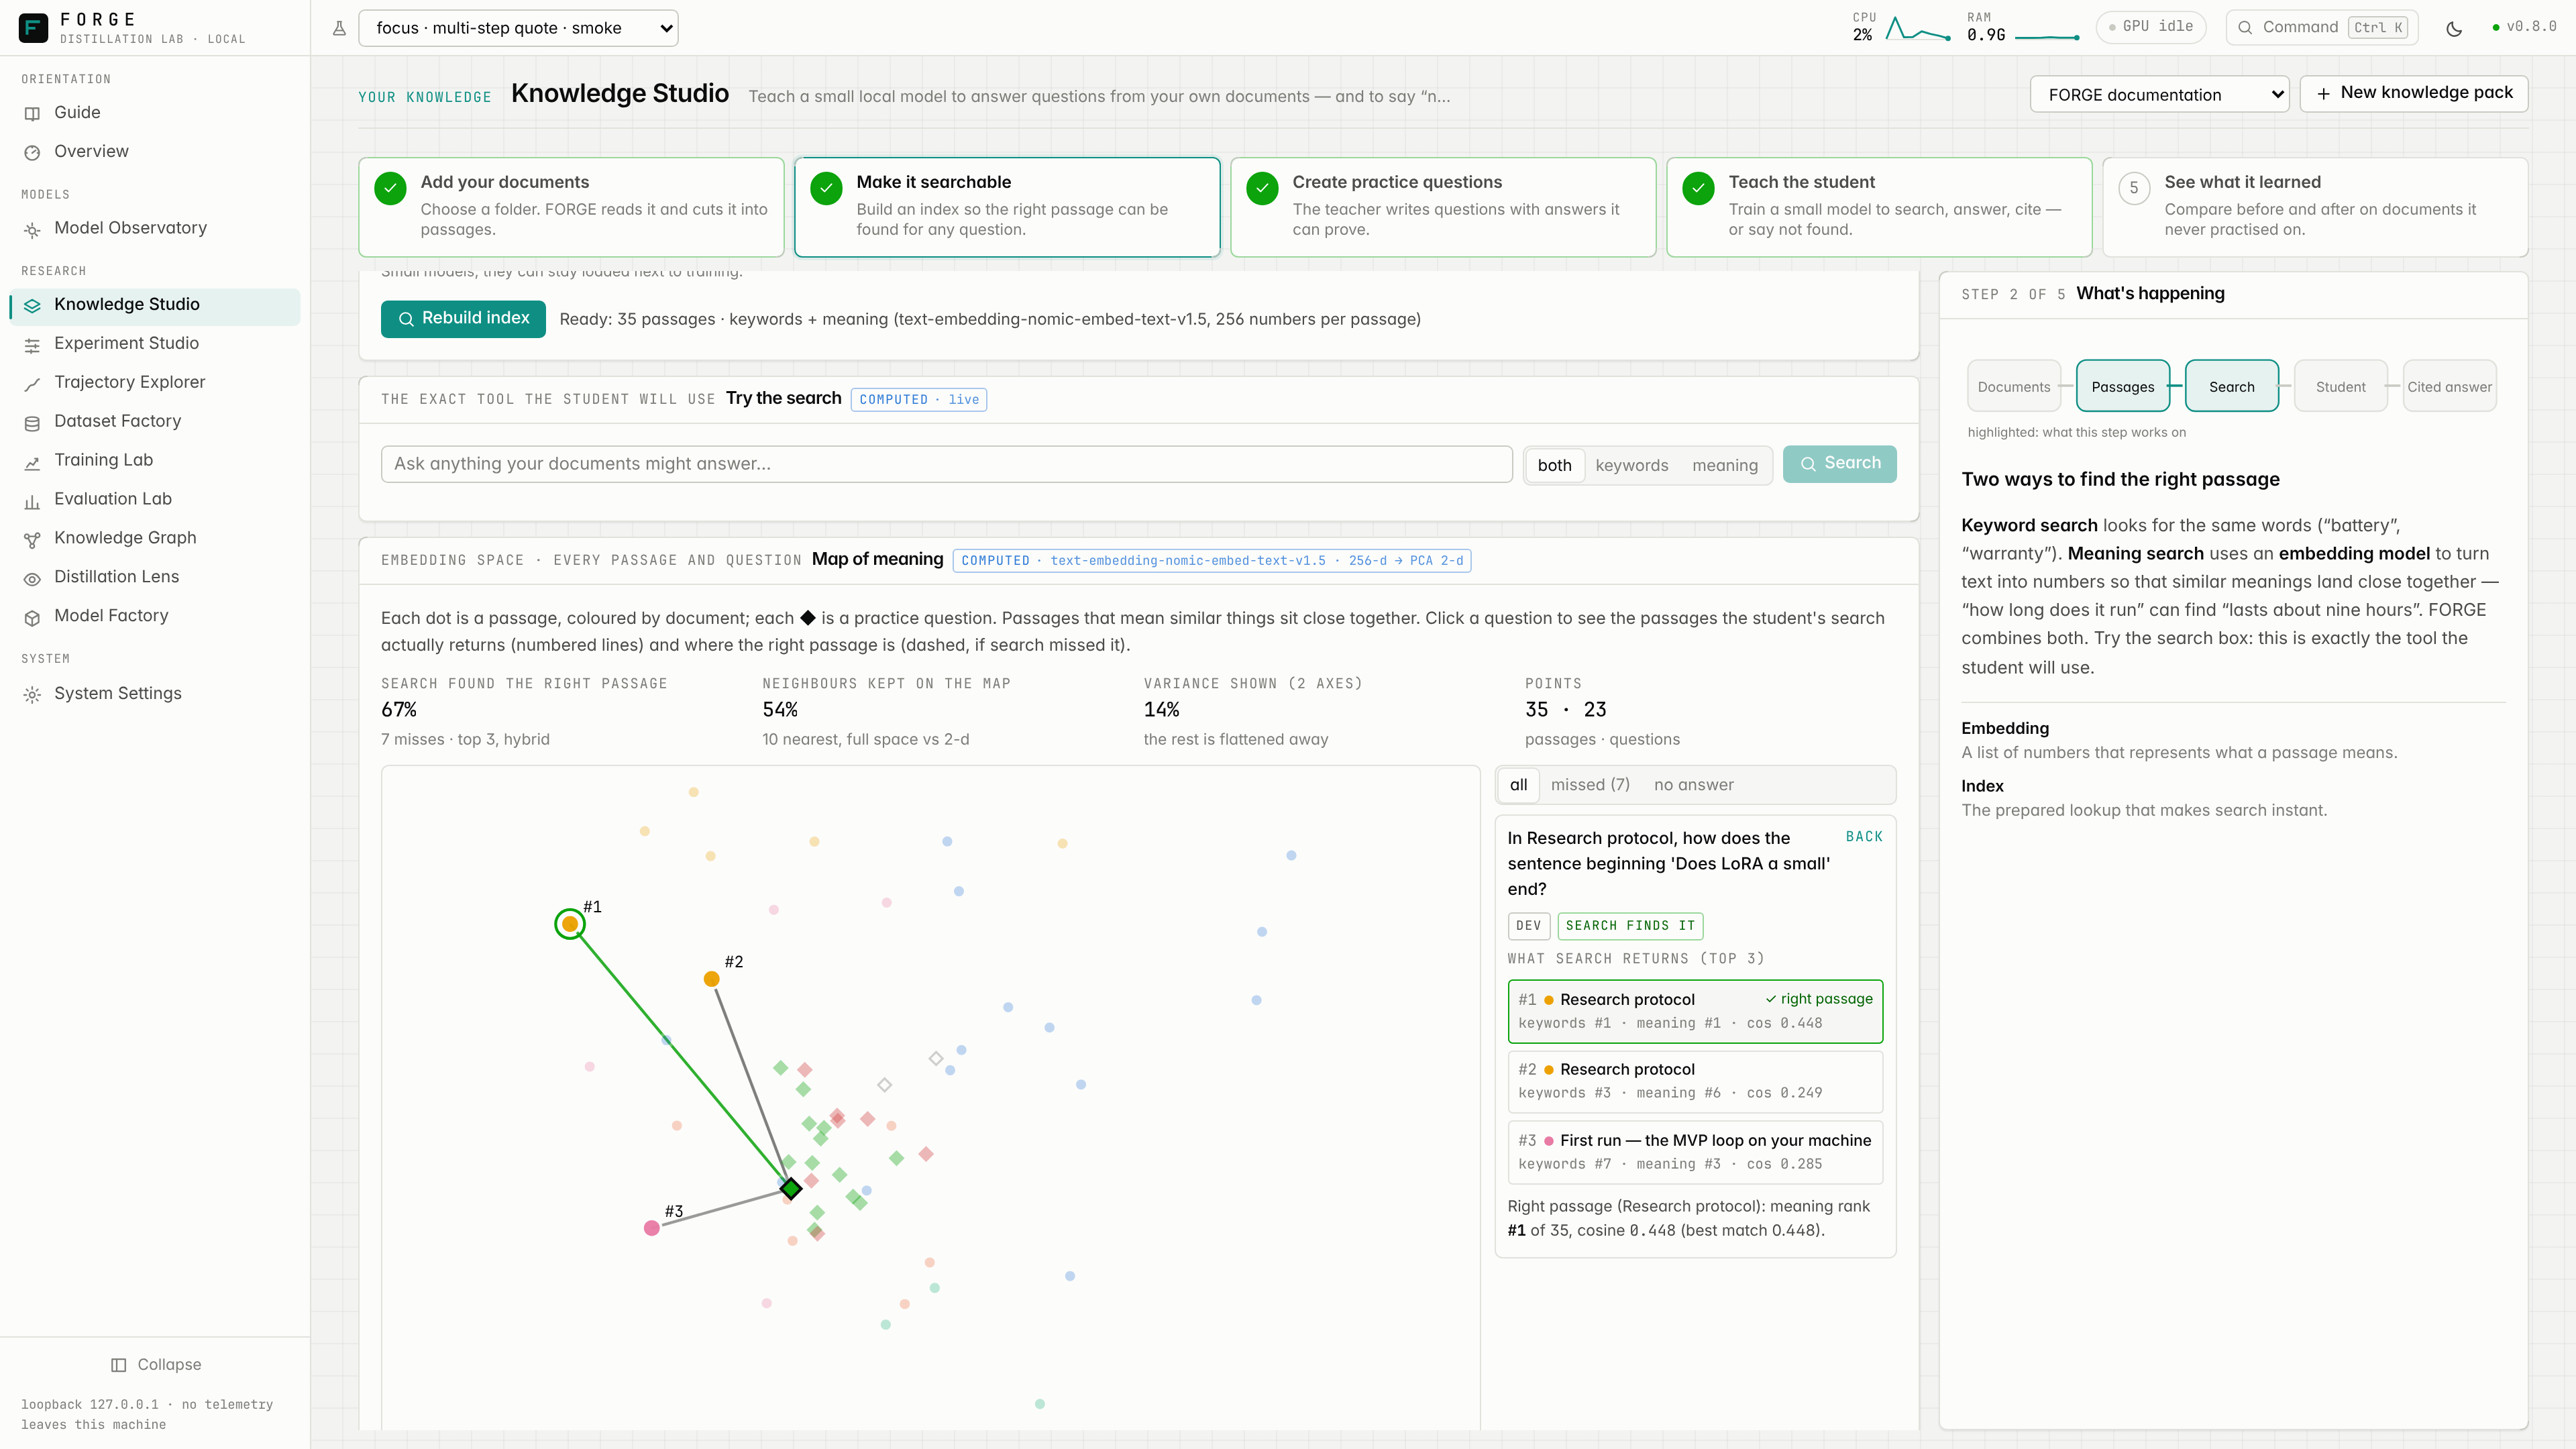 FORGE
DISTILLATION LAB · LOCAL
focus · multi-step quote · smoke
CPU
2%
RAM
0.9G
GPU idle
Command
Ctrl K
v0.8.0
ORIENTATION
Guide
Overview
MODELS
Model Observatory
RESEARCH
Knowledge Studio
Experiment Studio
Trajectory Explorer
Dataset Factory
Training Lab
Evaluation Lab
Knowledge Graph
Distillation Lens
Model Factory
SYSTEM
System Settings
Collapse
loopback 127.0.0.1 · no telemetry
leaves this machine
YOUR KNOWLEDGE
Knowledge Studio
Teach a small local model to answer questions from your own documents — and to say “n...
FORGE documentation
New knowledge pack
Add your documents
Choose a folder. FORGE reads it and cuts it into
passages.
Make it searchable
Build an index so the right passage can be
found for any question.
Create practice questions
The teacher writes questions with answers it
can prove.
Teach the student
Train a small model to search, answer, cite —
or say not found.
5
See what it learned
Compare before and after on documents it
never practised on.
Small models, they can stay loaded next to training.
Rebuild index
Ready: 35 passages · keywords + meaning (text-embedding-nomic-embed-text-v1.5, 256 numbers per passage)
THE EXACT TOOL THE STUDENT WILL USE
Try the search
COMPUTED · live
Ask anything your documents might answer...
both
keywords
meaning
Search
EMBEDDING SPACE · EVERY PASSAGE AND QUESTION
Map of meaning
COMPUTED · text-embedding-nomic-embed-text-v1.5 · 256-d → PCA 2-d
Each dot is a passage, coloured by document; each ◆ is a practice question. Passages that mean similar things sit close together. Click a question to see the passages the student's search
actually returns (numbered lines) and where the right passage is (dashed, if search missed it).
SEARCH FOUND THE RIGHT PASSAGE
67%
7 misses · top 3, hybrid
NEIGHBOURS KEPT ON THE MAP
54%
10 nearest, full space vs 2-d
VARIANCE SHOWN (2 AXES)
14%
the rest is flattened away
POINTS
35 · 23
passages · questions
#1
#2
#3
all
missed (7)
no answer
In Research protocol, how does the
sentence beginning 'Does LoRA a small'
end?
BACK
DEV
SEARCH FINDS IT
WHAT SEARCH RETURNS (TOP 3)
#1 Research protocol
✓ right passage
keywords #1 · meaning #1 · cos 0.448
#2 Research protocol
keywords #3 · meaning #6 · cos 0.249
#3 First run — the MVP loop on your machine
keywords #7 · meaning #3 · cos 0.285
Right passage (Research protocol): meaning rank
#1 of 35, cosine 0.448 (best match 0.448).
STEP 2 OF 5
What's happening
Documents
Passages
Search
Student
Cited answer
highlighted: what this step works on
Two ways to find the right passage
Keyword search looks for the same words (“battery”,
“warranty”). Meaning search uses an embedding model to turn
text into numbers so that similar meanings land close together —
“how long does it run” can find “lasts about nine hours”. FORGE
combines both. Try the search box: this is exactly the tool the
student will use.
Embedding
A list of numbers that represents what a passage means.
Index
The prepared lookup that makes search instant.